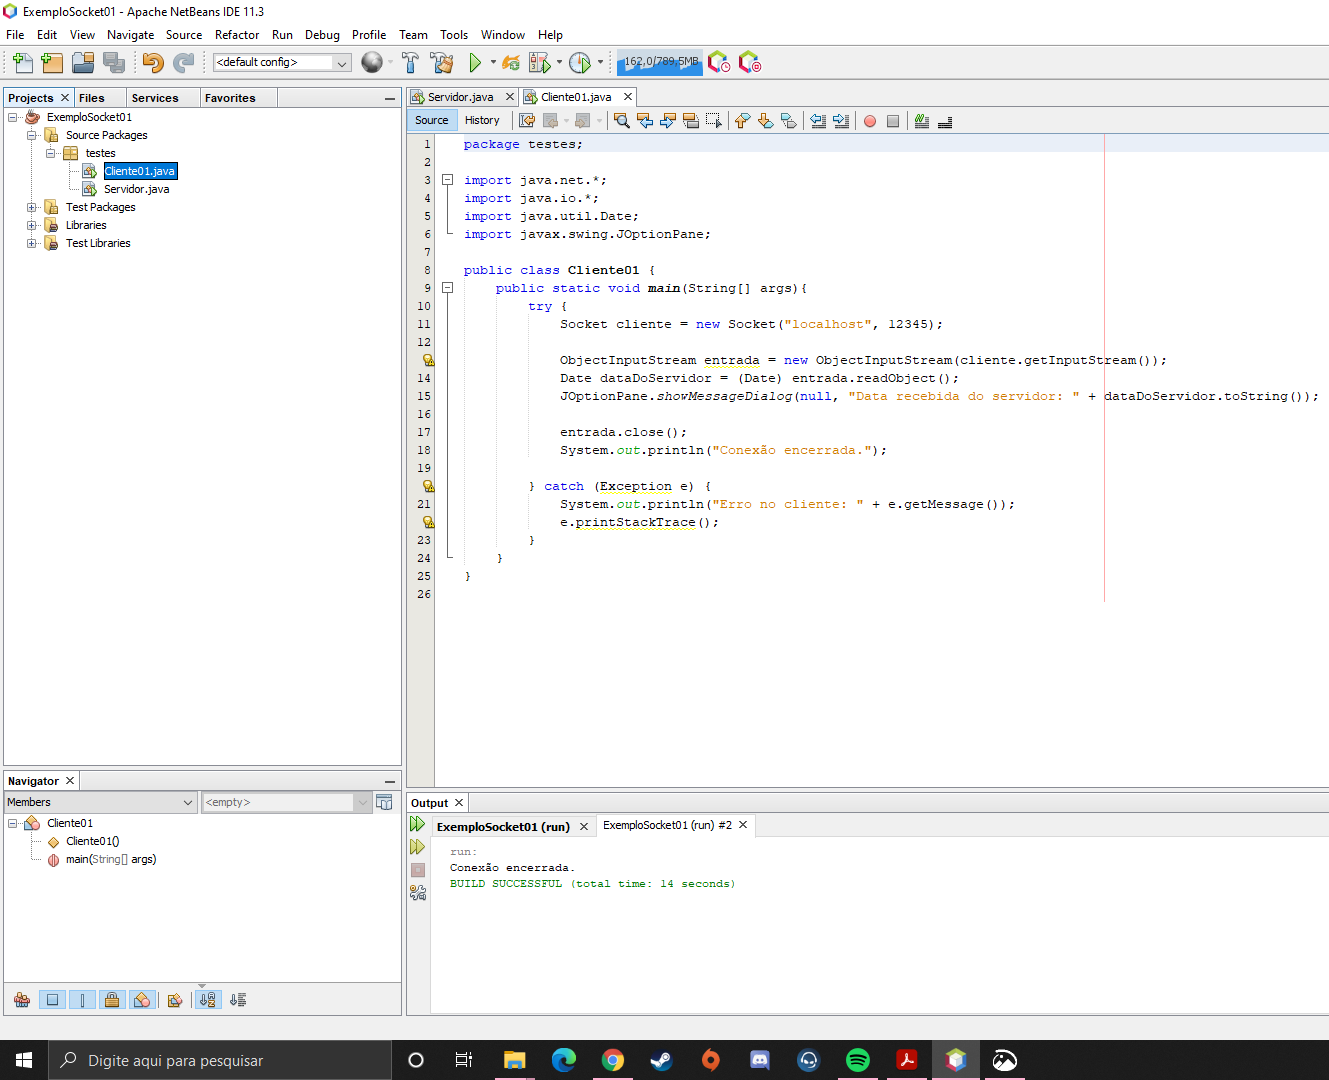 ExemploSocket01 - Apache NetBeans IDE 11.3
File Edit View Navigate Source Refactor Run Debug Profile Team Tools Window Help
<default config>
162,0/789,5MB
Projects Files Services Favorites
ExemploSocket01
Source Packages
testes
Cliente01.java
Servidor.java
Test Packages
Libraries
Test Libraries
Servidor.java Cliente01.java
Source History
1 package testes;
2
3 import java.net.*;
4 import java.io.*;
5 import java.util.Date;
6 import javax.swing.JOptionPane;
7
8 public class Cliente01 {
9 public static void main(String[] args){
10 try {
11 Socket cliente = new Socket("localhost", 12345);
12
ObjectInputStream entrada = new ObjectInputStream(cliente.getInputStream());
14 Date dataDoServidor = (Date) entrada.readObject();
15 JOptionPane.showMessageDialog(null, "Data recebida do servidor: " + dataDoServidor.toString());
16
17 entrada.close();
18 System.out.println("Conexão encerrada.");
19
} catch (Exception e) {
21 System.out.println("Erro no cliente: " + e.getMessage());
e.printStackTrace();
23 }
24 }
25 }
26
Navigator
Members <empty>
Cliente01
Cliente01()
main(String[] args)
Output
ExemploSocket01 (run) ExemploSocket01 (run) #2
run:
Conexão encerrada.
BUILD SUCCESSFUL (total time: 14 seconds)
Digite aqui para pesquisar